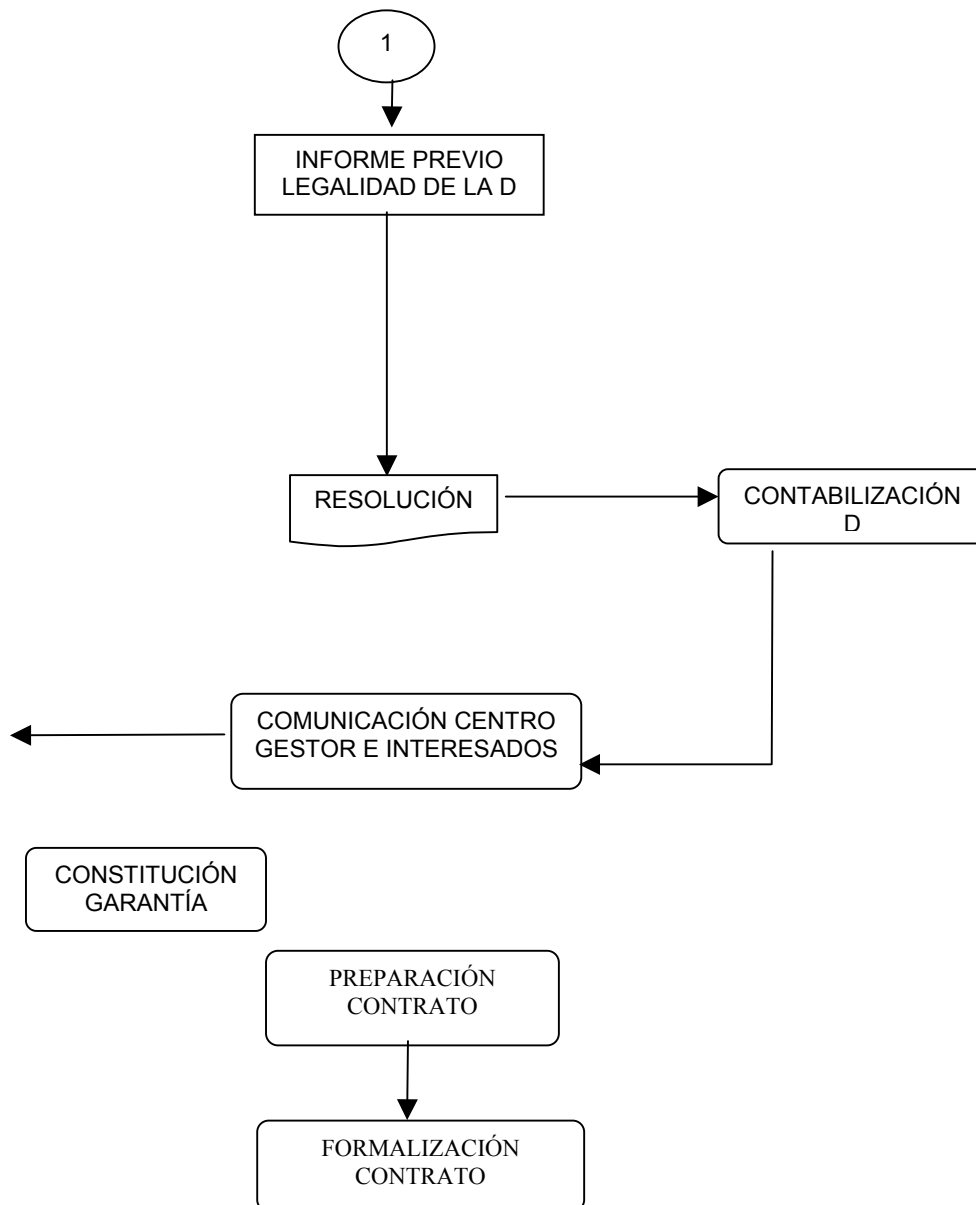 1
INFORME PREVIO
LEGALIDAD DE LA D
RESOLUCIÓN
CONTABILIZACIÓN
D
COMUNICACIÓN CENTRO
GESTOR E INTERESADOS
CONSTITUCIÓN
GARANTÍA
PREPARACIÓN
CONTRATO
FORMALIZACIÓN
CONTRATO